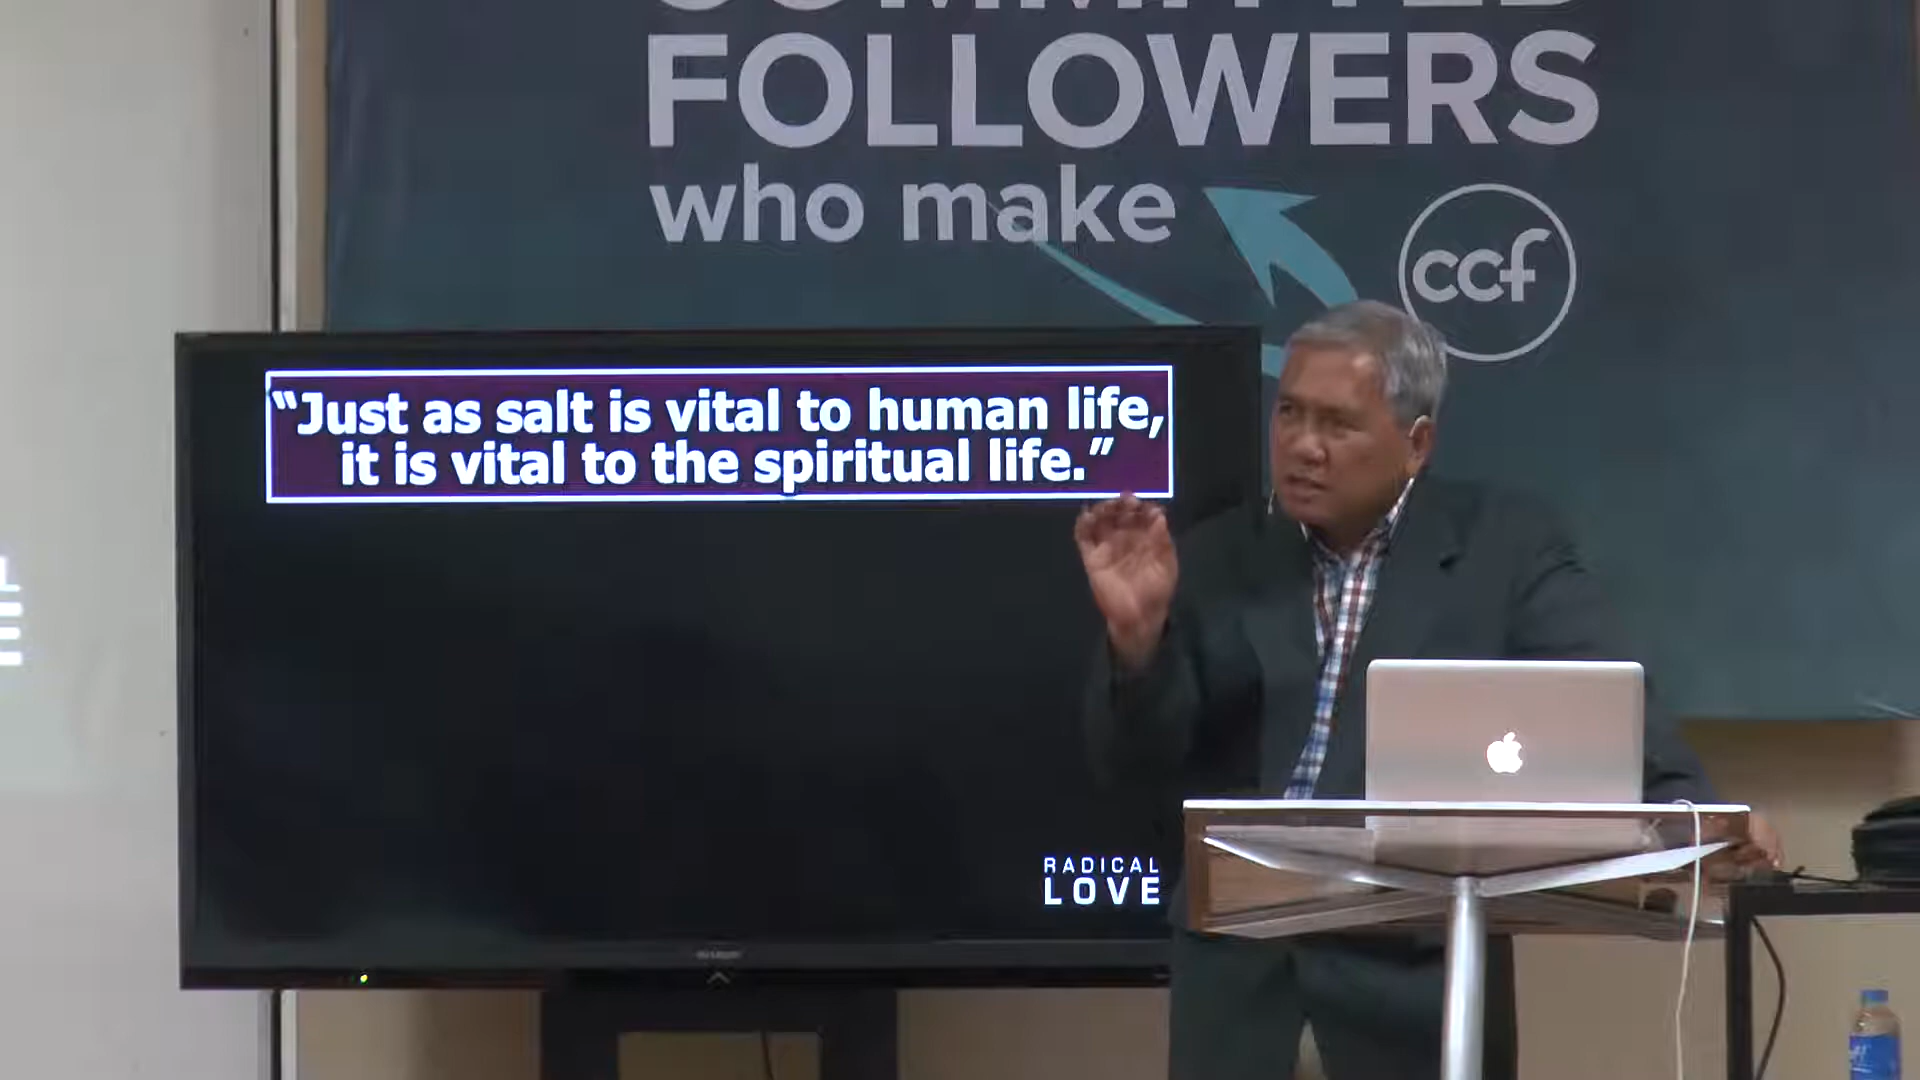 COMMITTED
FOLLOWERS
who make
ccf
“Just as salt is vital to human life,
it is vital to the spiritual life.”
RADICAL
LOVE